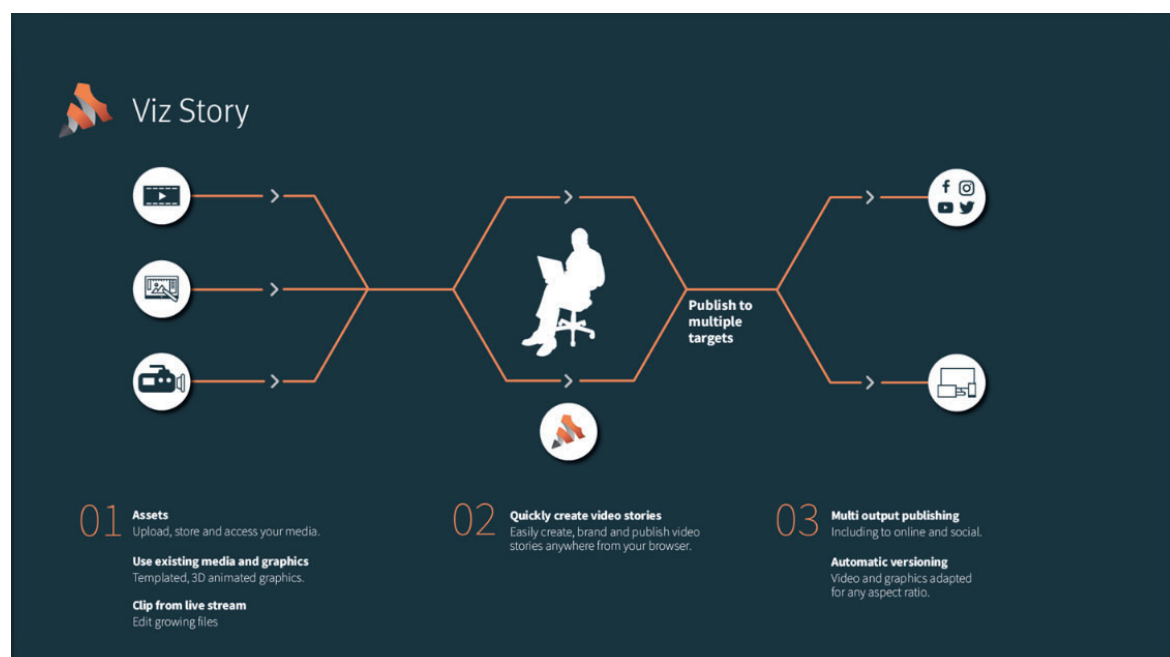 Viz Story
Publish to
multiple
targets
01
Assets
Upload, store and access your media.
Use existing media and graphics
Templated, 3D animated graphics.
Clip from live stream
Edit growing files
02
Quickly create video stories
Easily create, brand and publish video
stories anywhere from your browser.
03
Multi output publishing
Including to online and social.
Automatic versioning
Video and graphics adapted
for any aspect ratio.